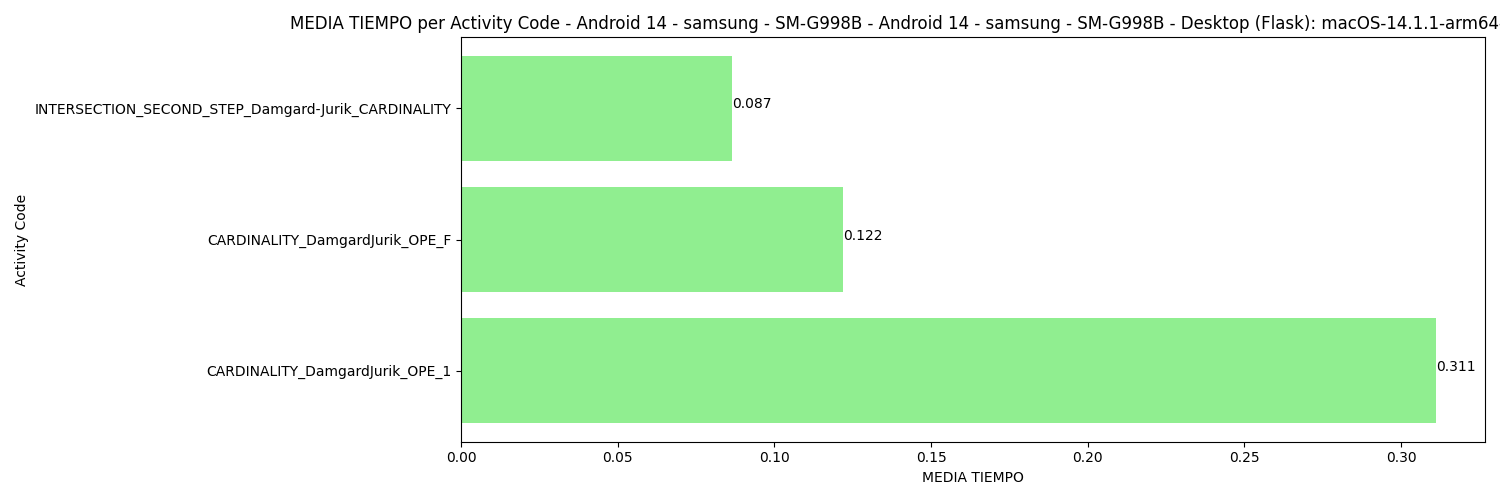 MEDIA TIEMPO per Activity Code - Android 14 - samsung - SM-G998B - Android 14 - samsung - SM-G998B - Desktop (Flask): macOS-14.1.1-arm64-
INTERSECTION_SECOND_STEP_Damgard-Jurik_CARDINALITY
0.087
CARDINALITY_DamgardJurik_OPE_F
0.122
CARDINALITY_DamgardJurik_OPE_1
0.311
Activity Code
0.00 0.05 0.10 0.15 0.20 0.25 0.30
MEDIA TIEMPO